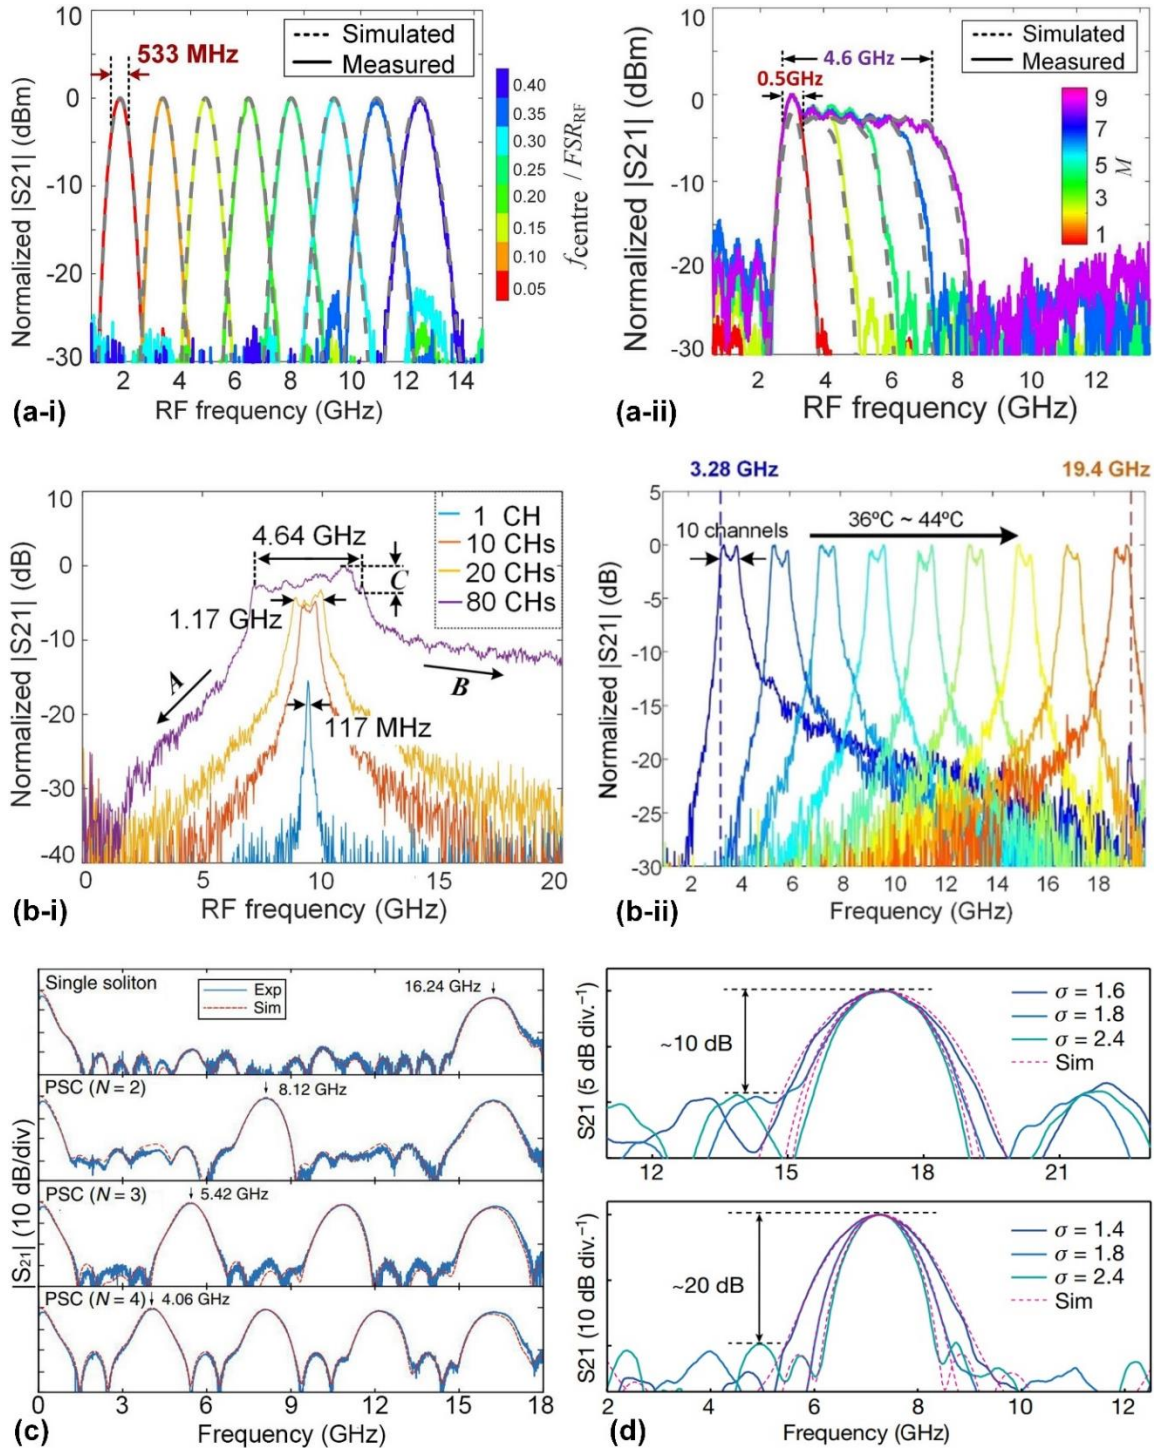 10
0
-10
-20
-30
Normalized |S21| (dBm)
533 MHz
Simulated
Measured
0.40
0.35
0.30
0.25
0.20
0.15
0.10
0.05
fcentre / FSRRF
2 4 6 8 10 12 14
RF frequency (GHz)
(a-i)
10
0
-10
-20
-30
Normalized |S21| (dBm)
4.6 GHz
0.5GHz
Simulated
Measured
9
7
5
3
1
M
2 4 6 8 10 12
RF frequency (GHz)
(a-ii)
10
0
-10
-20
-30
-40
Normalized |S21| (dB)
4.64 GHz
C
1.17 GHz
A
B
117 MHz
1 CH
10 CHs
20 CHs
80 CHs
0 5 10 15 20
RF frequency (GHz)
(b-i)
3.28 GHz
19.4 GHz
5
0
-5
-10
-15
-20
-25
-30
Normalized |S21| (dB)
10 channels
36ºC ~ 44ºC
2 4 6 8 10 12 14 16 18
Frequency (GHz)
(b-ii)
Single soliton
Exp
Sim
16.24 GHz
PSC (N = 2)
8.12 GHz
PSC (N = 3)
5.42 GHz
PSC (N = 4)
4.06 GHz
|S21| (10 dB/div)
0 3 6 9 12 15 18
Frequency (GHz)
(c)
S21 (5 dB div.⁻¹)
~10 dB
σ = 1.6
σ = 1.8
σ = 2.4
Sim
12 15 18 21
S21 (10 dB div.⁻¹)
~20 dB
σ = 1.4
σ = 1.8
σ = 2.4
Sim
2 4 6 8 10 12
Frequency (GHz)
(d)